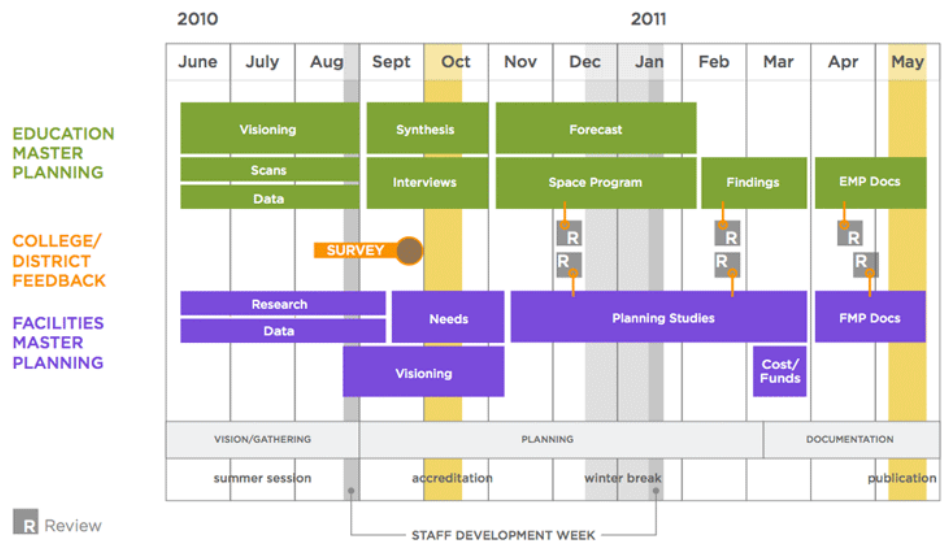 2010 2011
June July Aug Sept Oct Nov Dec Jan Feb Mar Apr May
EDUCATION
MASTER
PLANNING
Visioning Synthesis Forecast
Scans
Data
Interviews Space Program Findings EMP Docs
COLLEGE/
DISTRICT
FEEDBACK
SURVEY
R R R
R R R
FACILITIES
MASTER
PLANNING
Research
Data
Needs Planning Studies FMP Docs
Visioning
Cost/
Funds
VISION/GATHERING PLANNING DOCUMENTATION
summer session accreditation winter break publication
R Review
STAFF DEVELOPMENT WEEK